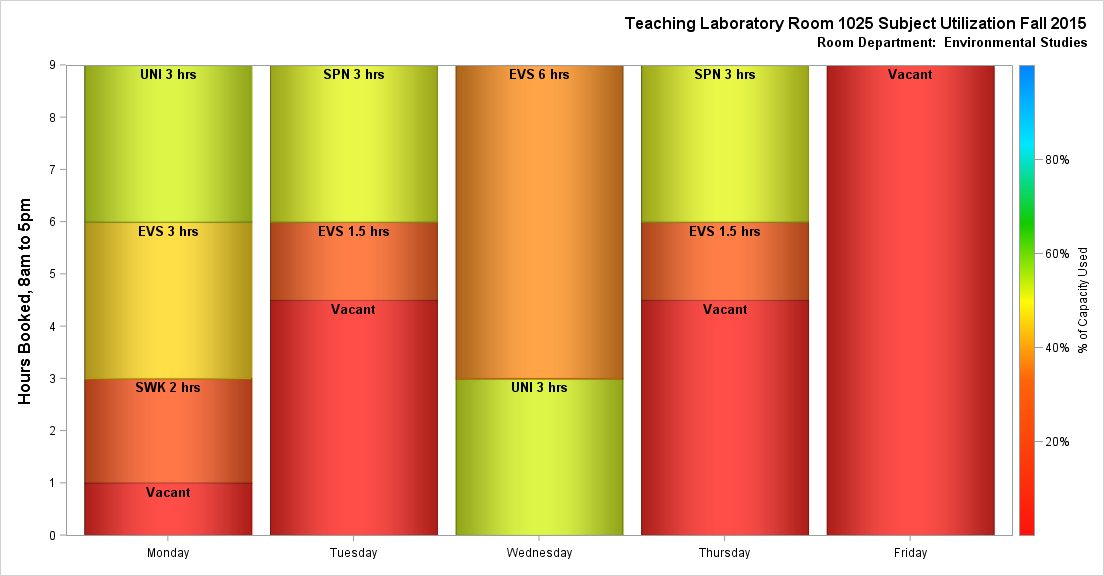 Teaching Laboratory Room 1025 Subject Utilization Fall 2015
Room Department:  Environmental Studies
Hours Booked, 8am to 5pm
9
8
7
6
5
4
3
2
1
0
UNI 3 hrs
EVS 3 hrs
SWK 2 hrs
Vacant
SPN 3 hrs
EVS 1.5 hrs
Vacant
EVS 6 hrs
UNI 3 hrs
SPN 3 hrs
EVS 1.5 hrs
Vacant
Vacant
Monday
Tuesday
Wednesday
Thursday
Friday
80%
60%
40%
20%
% of Capacity Used